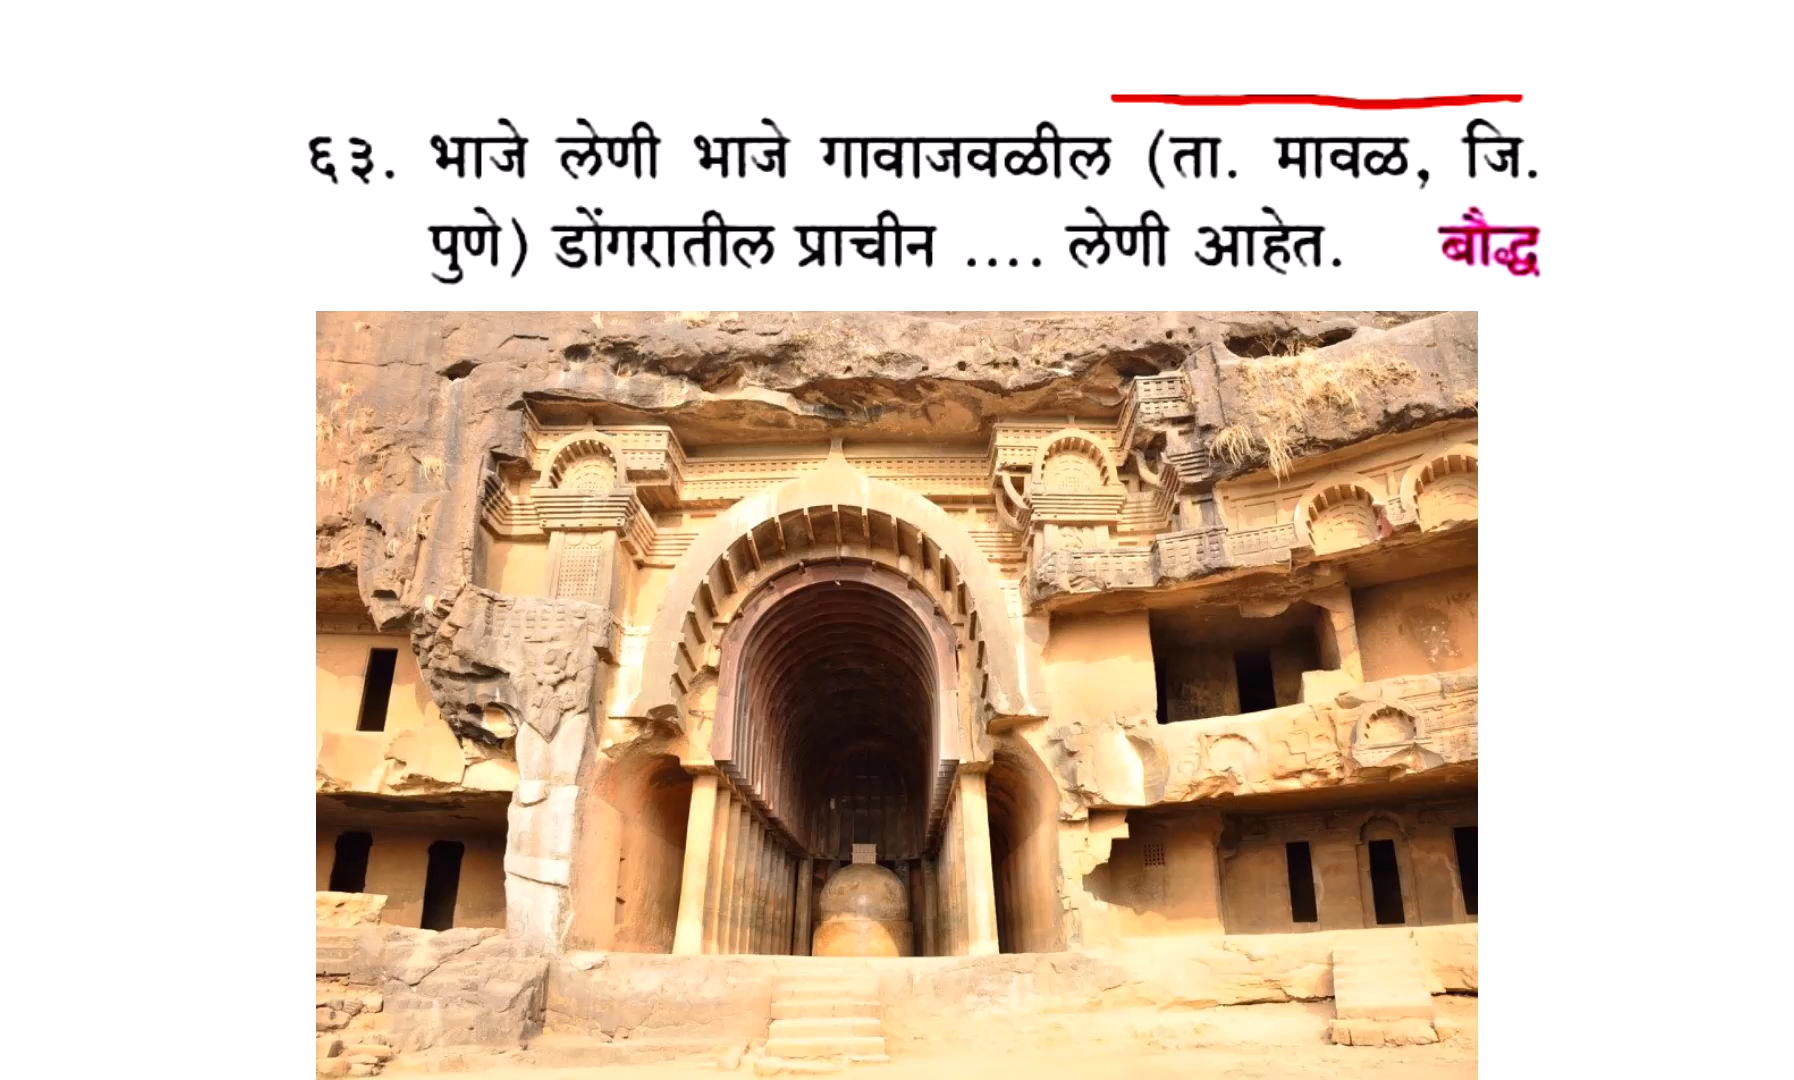 ६३. भाजे लेणी भाजे गावाजवळील (ता. मावळ, जि.
पुणे) डोंगरातील प्राचीन .... लेणी आहेत. बौद्ध